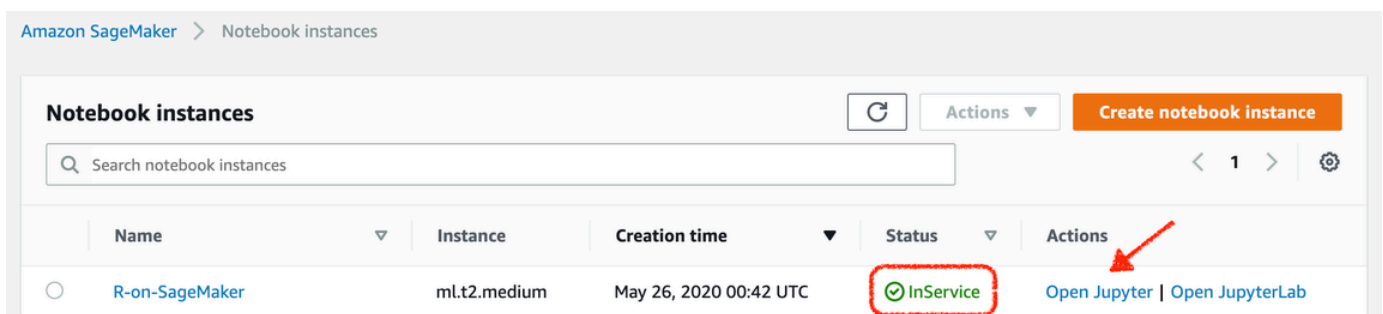 Amazon SageMaker > Notebook instances
Notebook instances
Actions
Create notebook instance
Search notebook instances
1
Name Instance Creation time Status Actions
R-on-SageMaker ml.t2.medium May 26, 2020 00:42 UTC InService Open Jupyter | Open JupyterLab